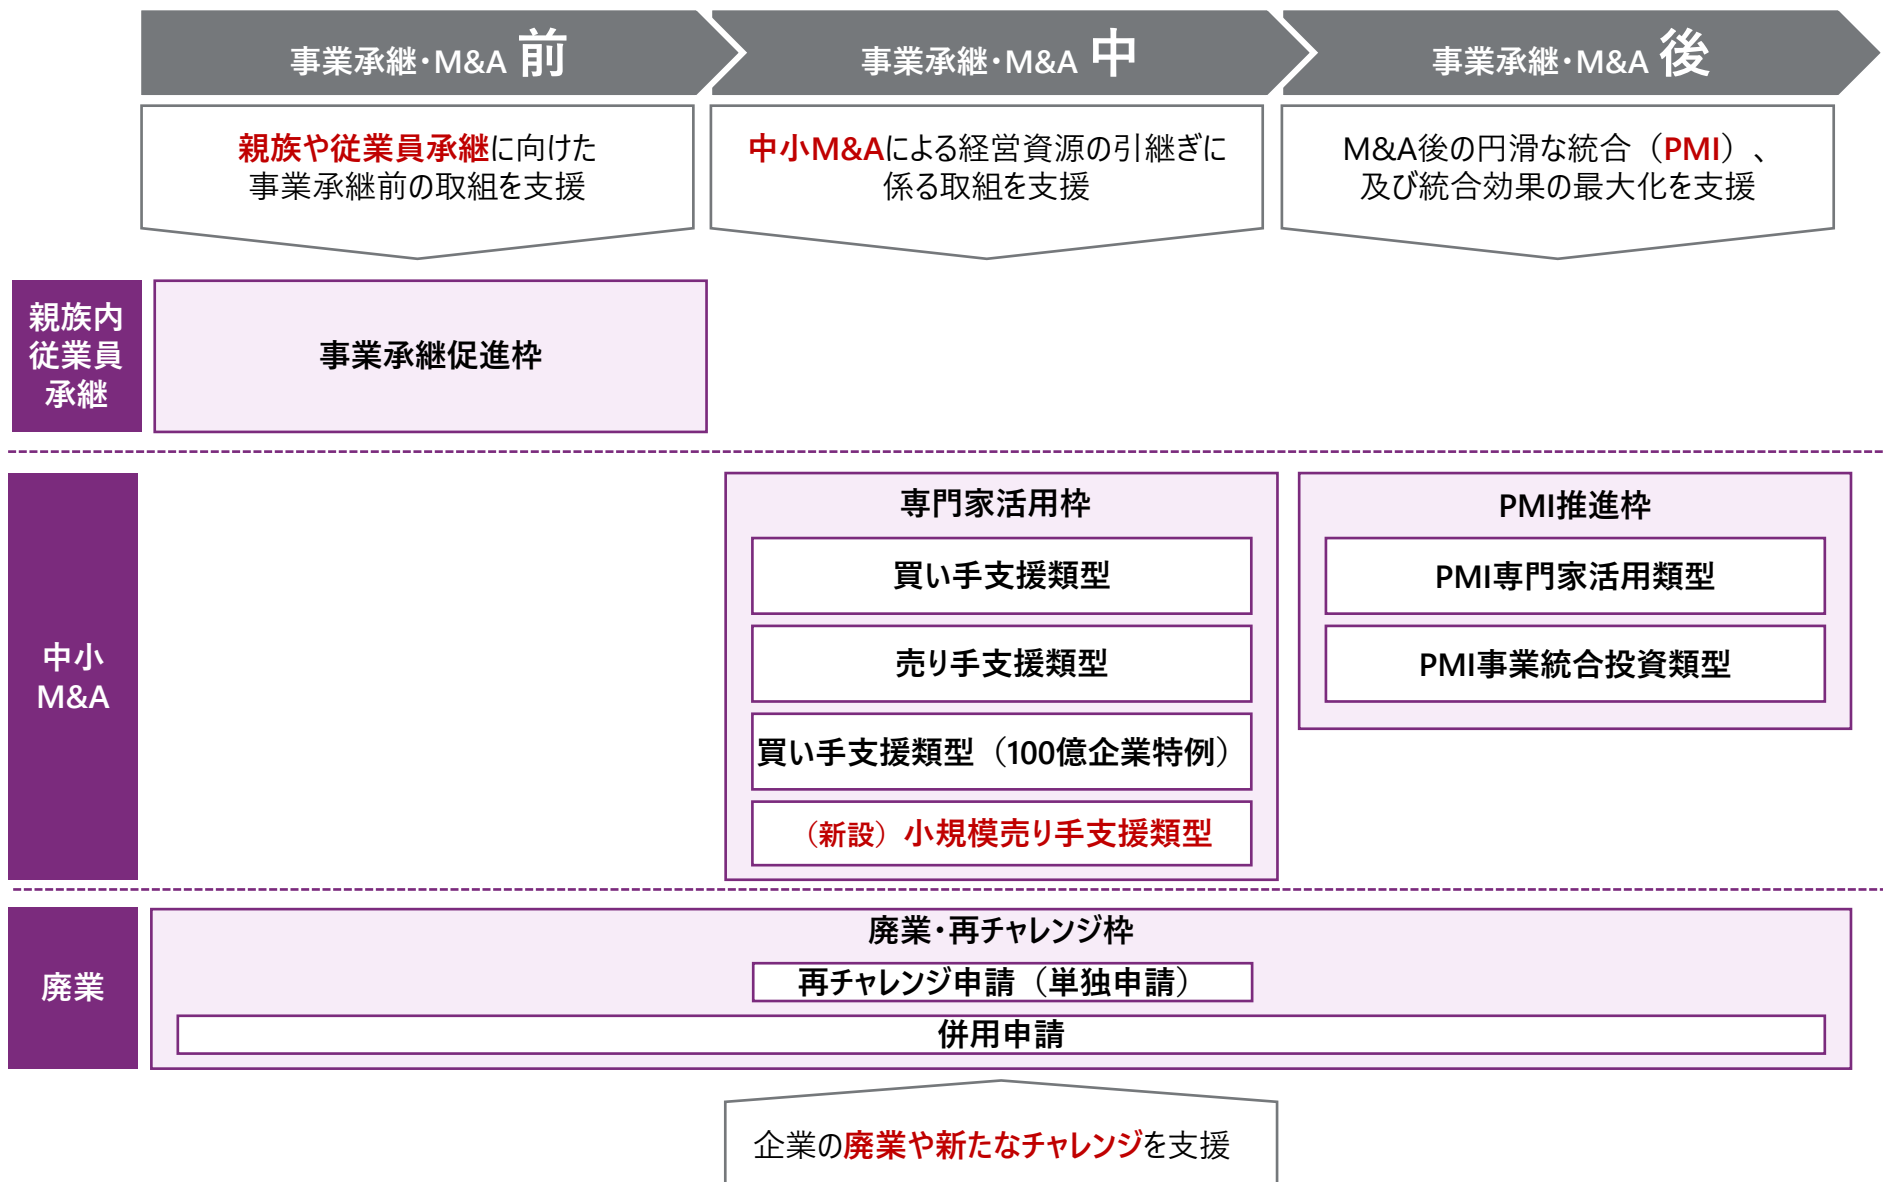 事業承継・M&A 前
事業承継・M&A 中
事業承継・M&A 後
親族や従業員承継に向けた
事業承継前の取組を支援
中小M&Aによる経営資源の引継ぎに
係る取組を支援
M&A後の円滑な統合（PMI）、
及び統合効果の最大化を支援
親族内
従業員
承継
事業承継促進枠
中小
M&A
専門家活用枠
買い手支援類型
売り手支援類型
買い手支援類型（100億企業特例）
（新設）小規模売り手支援類型
PMI推進枠
PMI専門家活用類型
PMI事業統合投資類型
廃業
廃業・再チャレンジ枠
再チャレンジ申請（単独申請）
併用申請
企業の廃業や新たなチャレンジを支援